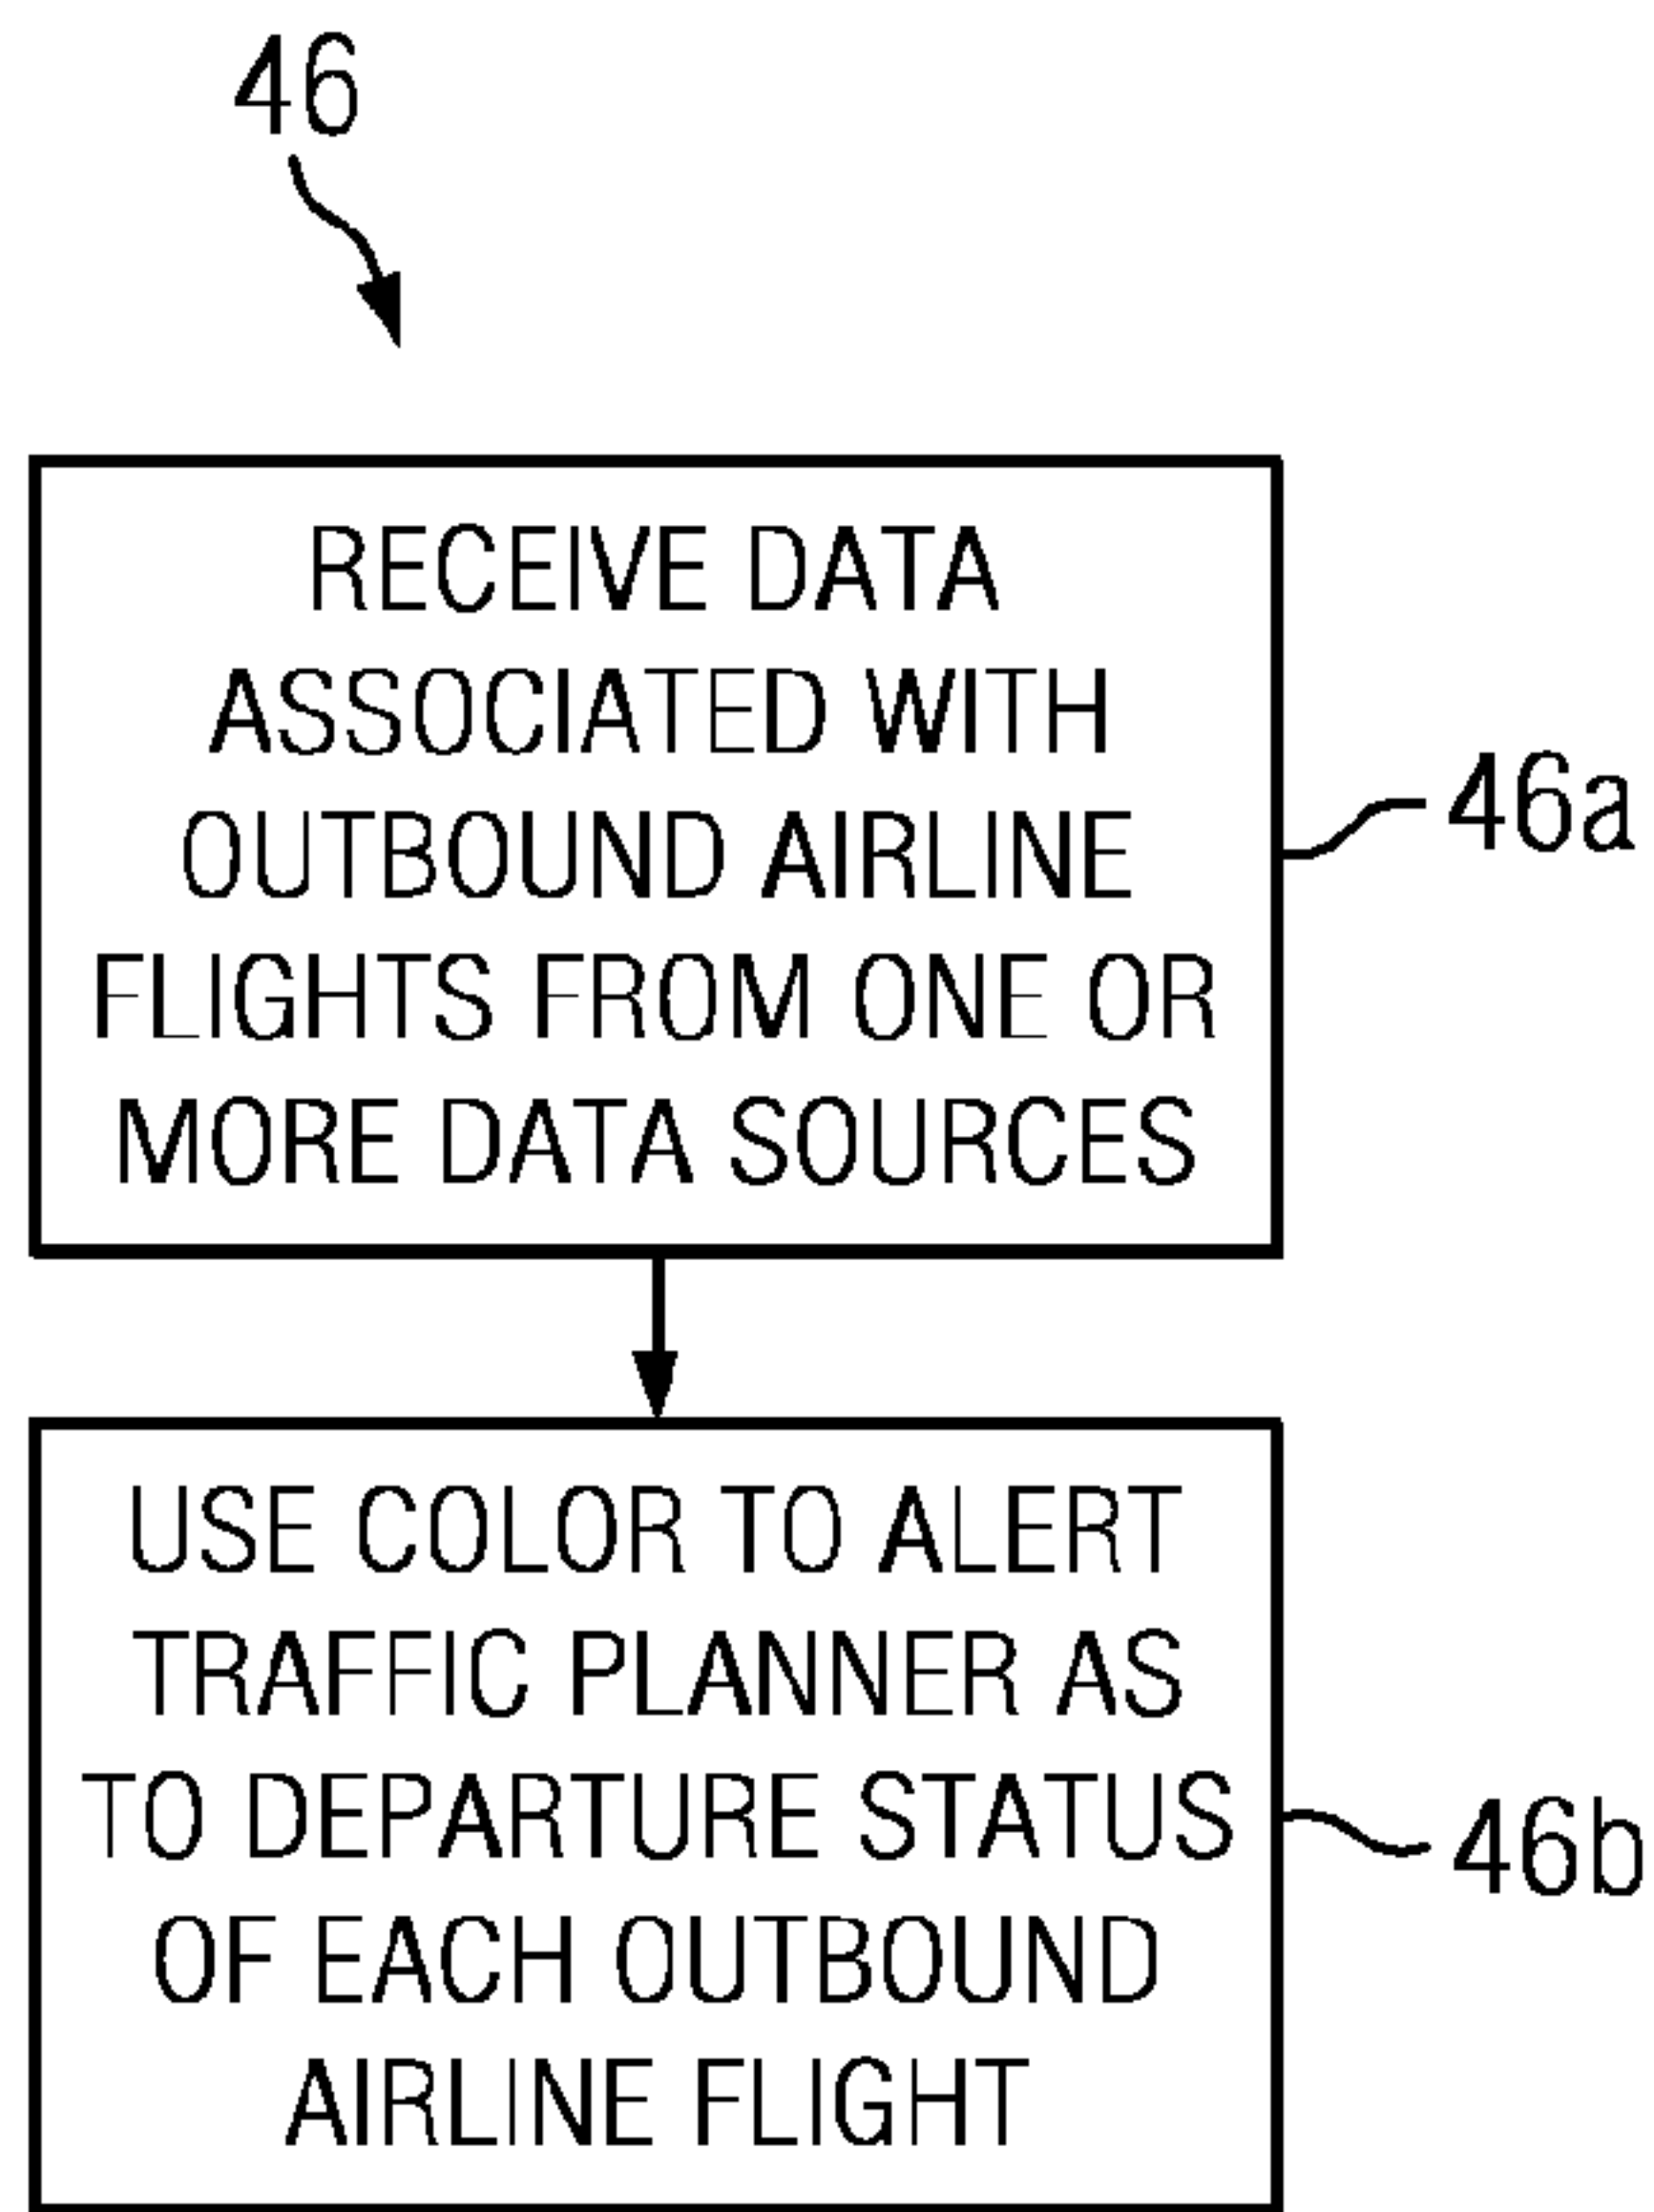 46
RECEIVE DATA
ASSOCIATED WITH
OUTBOUND AIRLINE
FLIGHTS FROM ONE OR
MORE DATA SOURCES
46a
USE COLOR TO ALERT
TRAFFIC PLANNER AS
TO DEPARTURE STATUS
OF EACH OUTBOUND
AIRLINE FLIGHT
46b